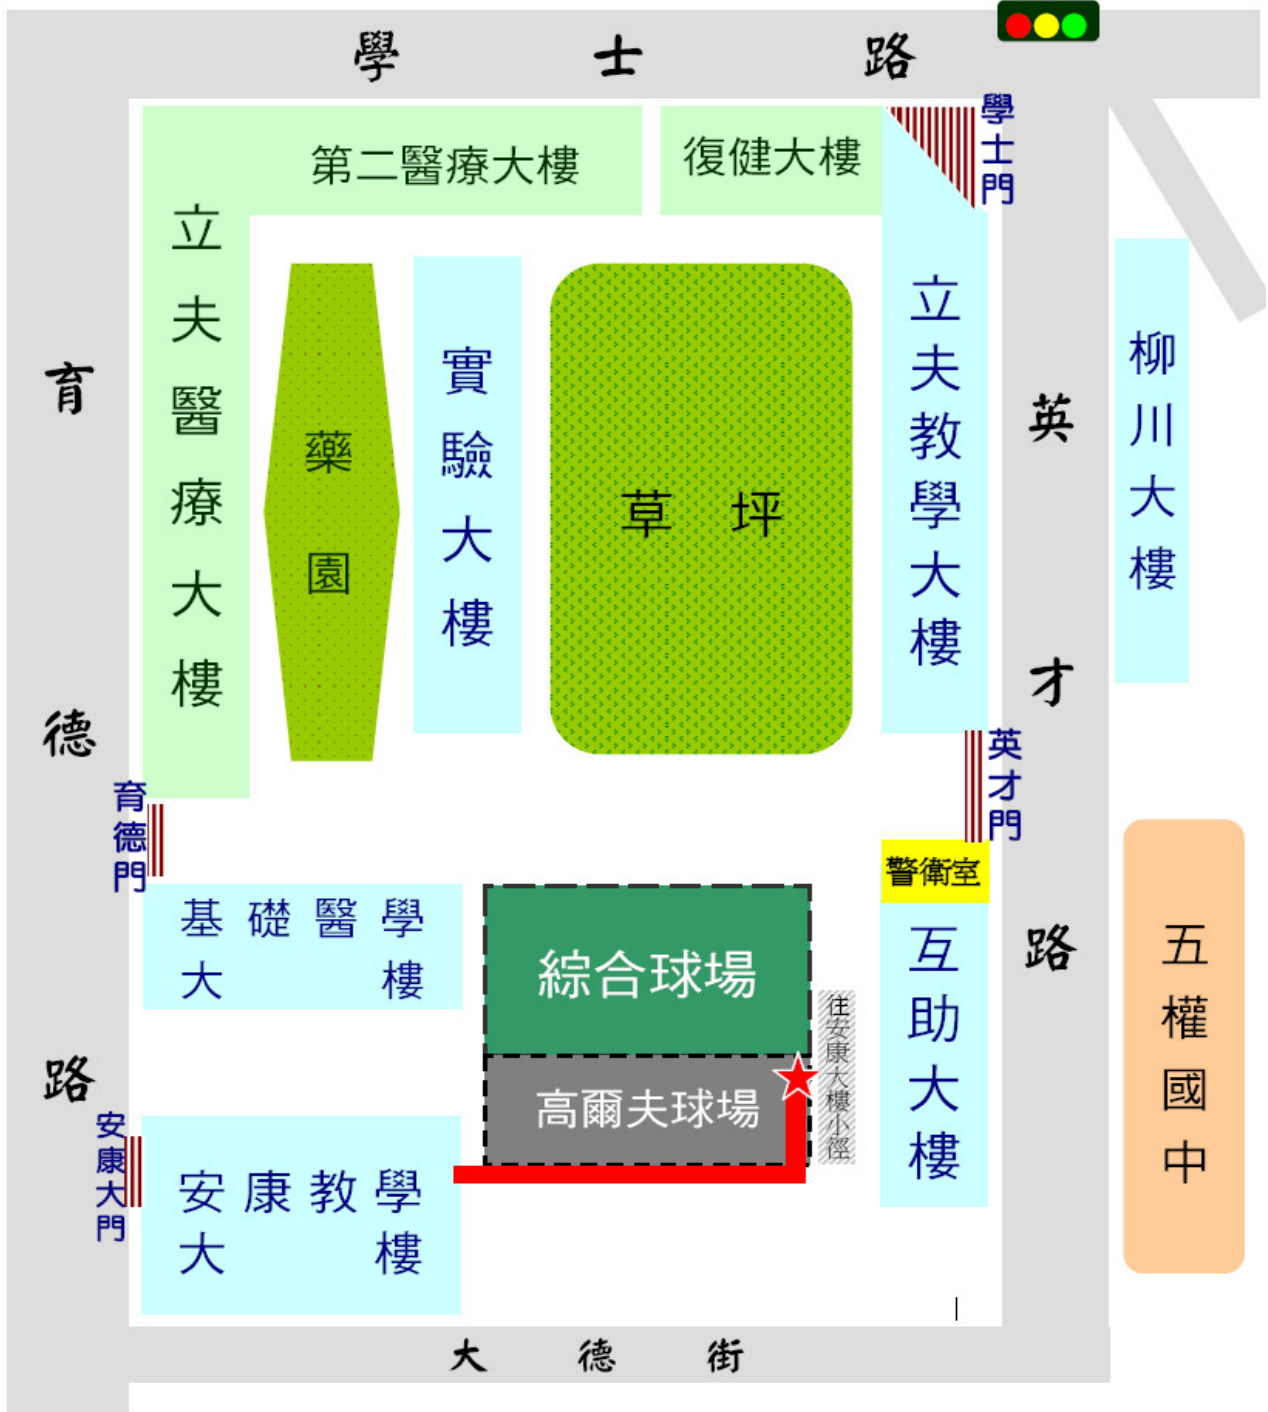 學士路
學士門
第二醫療大樓
復健大樓
立夫醫療大樓
藥園
實驗大樓
草坪
立夫教學大樓
英才路
柳川大樓
育德路
育德門
英才門
警衛室
基礎醫學
大樓
綜合球場
高爾夫球場
往安康大樓小徑
互助大樓
五權國中
安康大門
安康教學
大樓
大德街